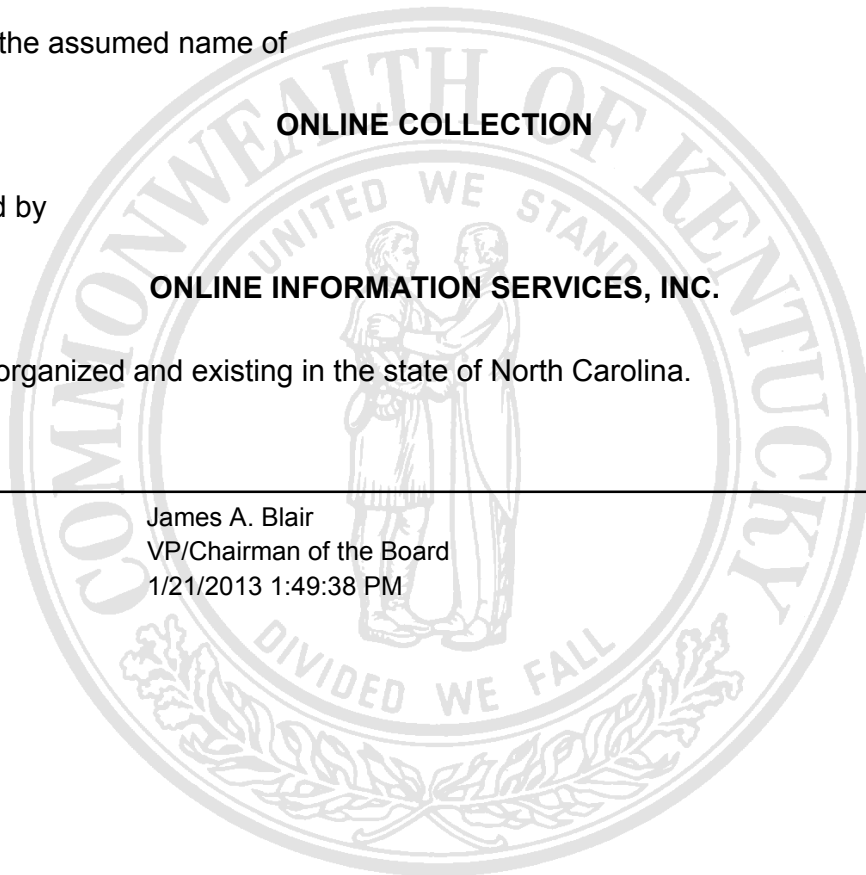 the assumed name of
ONLINE COLLECTION
d by
ONLINE INFORMATION SERVICES, INC.
organized and existing in the state of North Carolina.
James A. Blair
VP/Chairman of the Board
1/21/2013 1:49:38 PM
COMMONWEALTH OF KENTUCKY
UNITED WE STAND
DIVIDED WE FALL